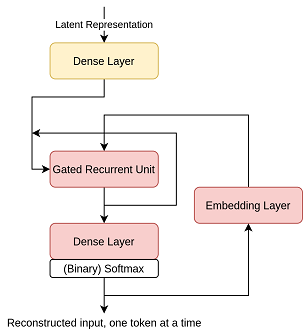 Latent Representation
Dense Layer
Gated Recurrent Unit
Embedding Layer
Dense Layer
(Binary) Softmax
Reconstructed input, one token at a time